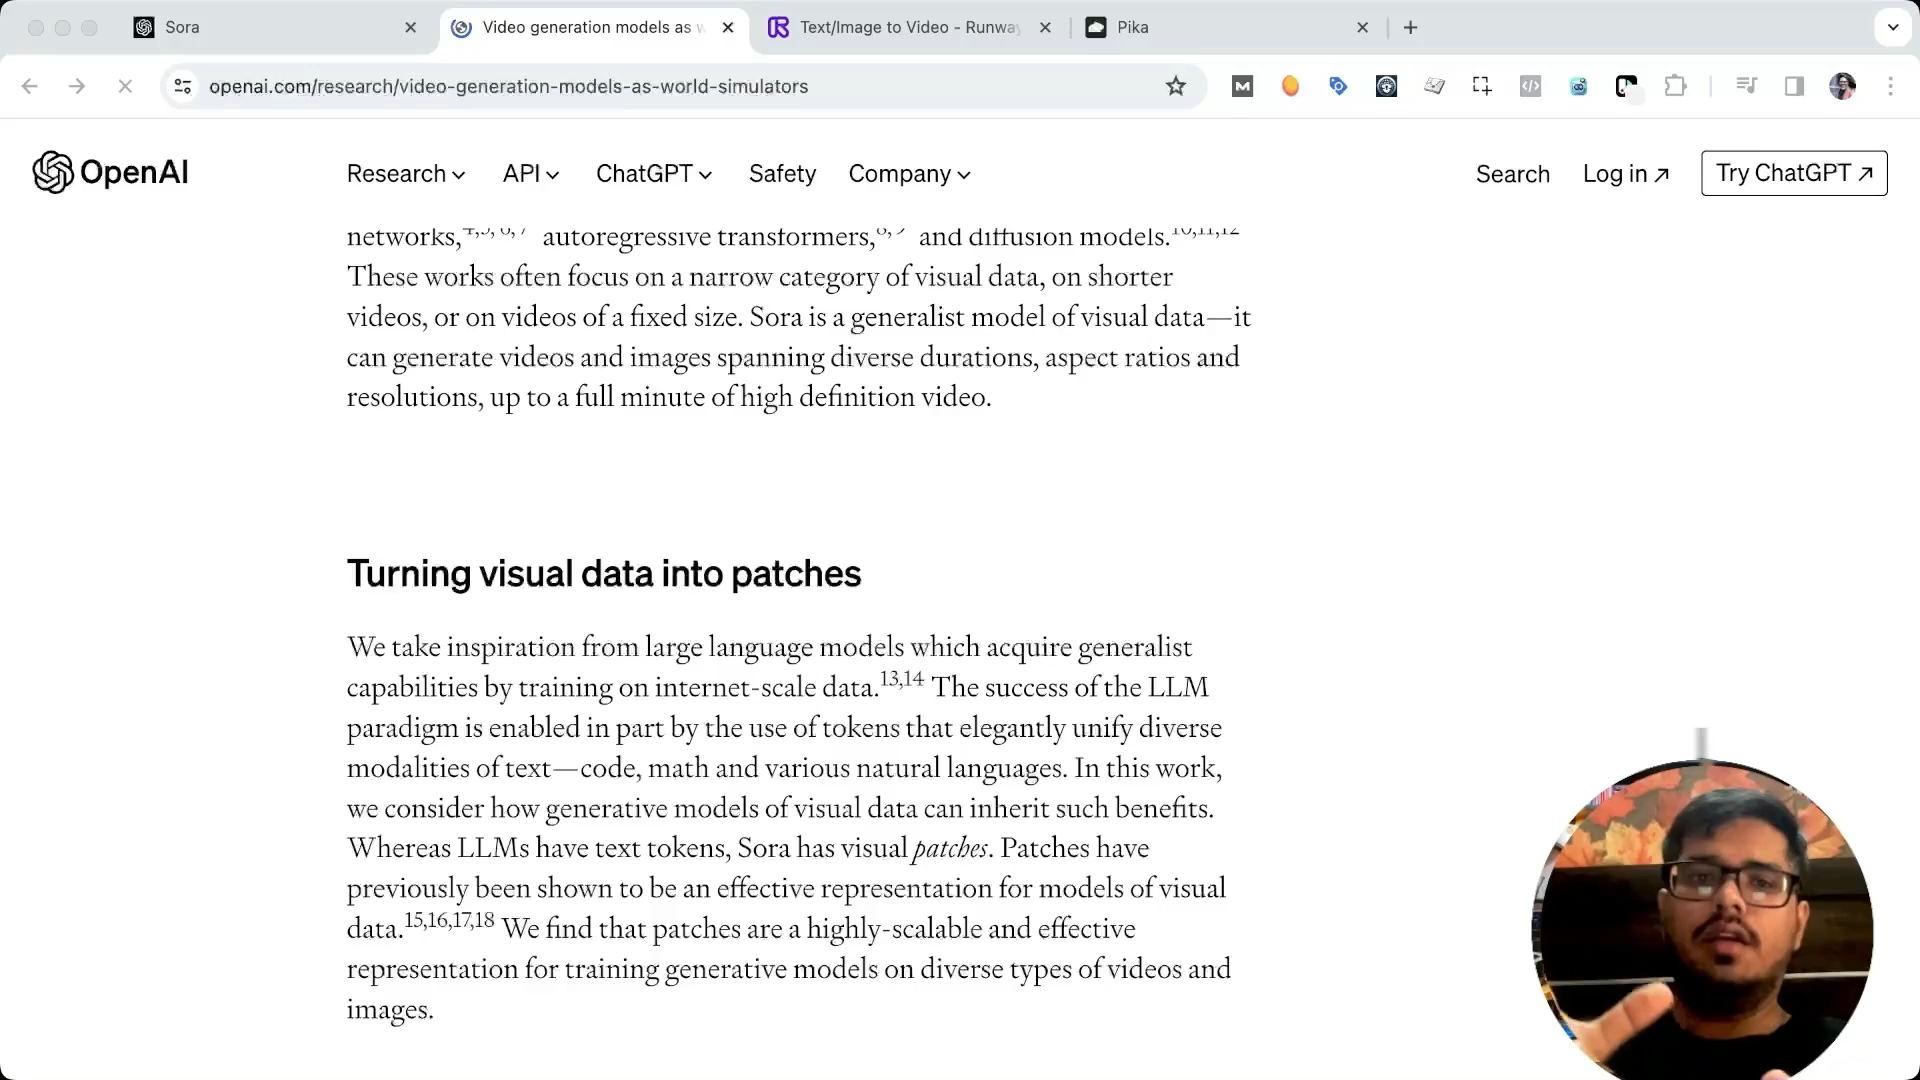 Sora
Video generation models as w
Text/Image to Video - Runway
Pika
openai.com/research/video-generation-models-as-world-simulators
OpenAI
Research
API
ChatGPT
Safety
Company
Search
Log in ↗
Try ChatGPT ↗
networks,4,5,6,7 autoregressive transformers,8,9 and diffusion models.10,11,12
These works often focus on a narrow category of visual data, on shorter
videos, or on videos of a fixed size. Sora is a generalist model of visual data—it
can generate videos and images spanning diverse durations, aspect ratios and
resolutions, up to a full minute of high definition video.
Turning visual data into patches
We take inspiration from large language models which acquire generalist
capabilities by training on internet-scale data.13,14 The success of the LLM
paradigm is enabled in part by the use of tokens that elegantly unify diverse
modalities of text—code, math and various natural languages. In this work,
we consider how generative models of visual data can inherit such benefits.
Whereas LLMs have text tokens, Sora has visual patches. Patches have
previously been shown to be an effective representation for models of visual
data.15,16,17,18 We find that patches are a highly-scalable and effective
representation for training generative models on diverse types of videos and
images.